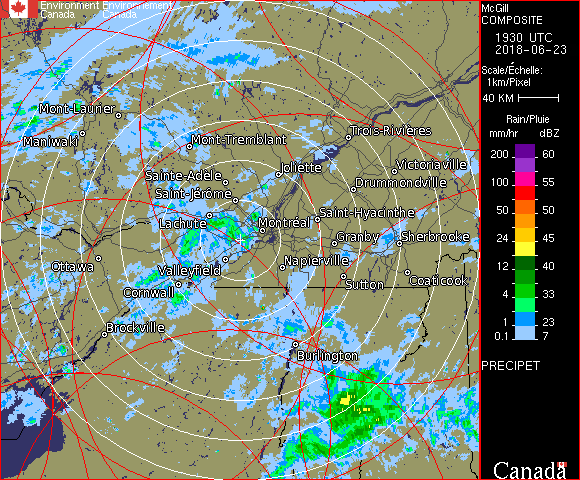 Environment Environnement
Canada Canada
McGill
COMPOSITE
1930 UTC
2018-06-23
Scale/Échelle:
1km/Pixel
40 KM
Rain/Pluie
mm/hr dBZ
200 60
100 55
50 50
24 45
12 40
4 33
1 23
0.1 7
PRECIPET
Canada
Mont-Laurier
Maniwaki
Mont-Tremblant
Trois-Rivières
Joliette
Victoriaville
Sainte-Adèle
Drummondville
Saint-Jérôme
Saint-Hyacinthe
Lachute
Montréal
Granby
Sherbrooke
Ottawa
Valleyfield
Napierville
Cornwall
Sutton
Coaticook
Brockville
Burlington